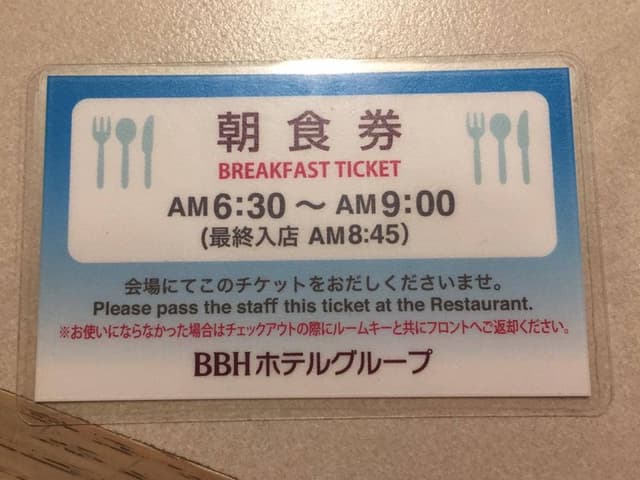 朝食券
BREAKFAST TICKET
AM6:30 ～ AM9:00
(最終入店 AM8:45)
会場にてこのチケットをおだしくださいませ。
Please pass the staff this ticket at the Restaurant.
※お使いにならなかった場合はチェックアウトの際にルームキーと共にフロントへご返却ください。
BBHホテルグループ